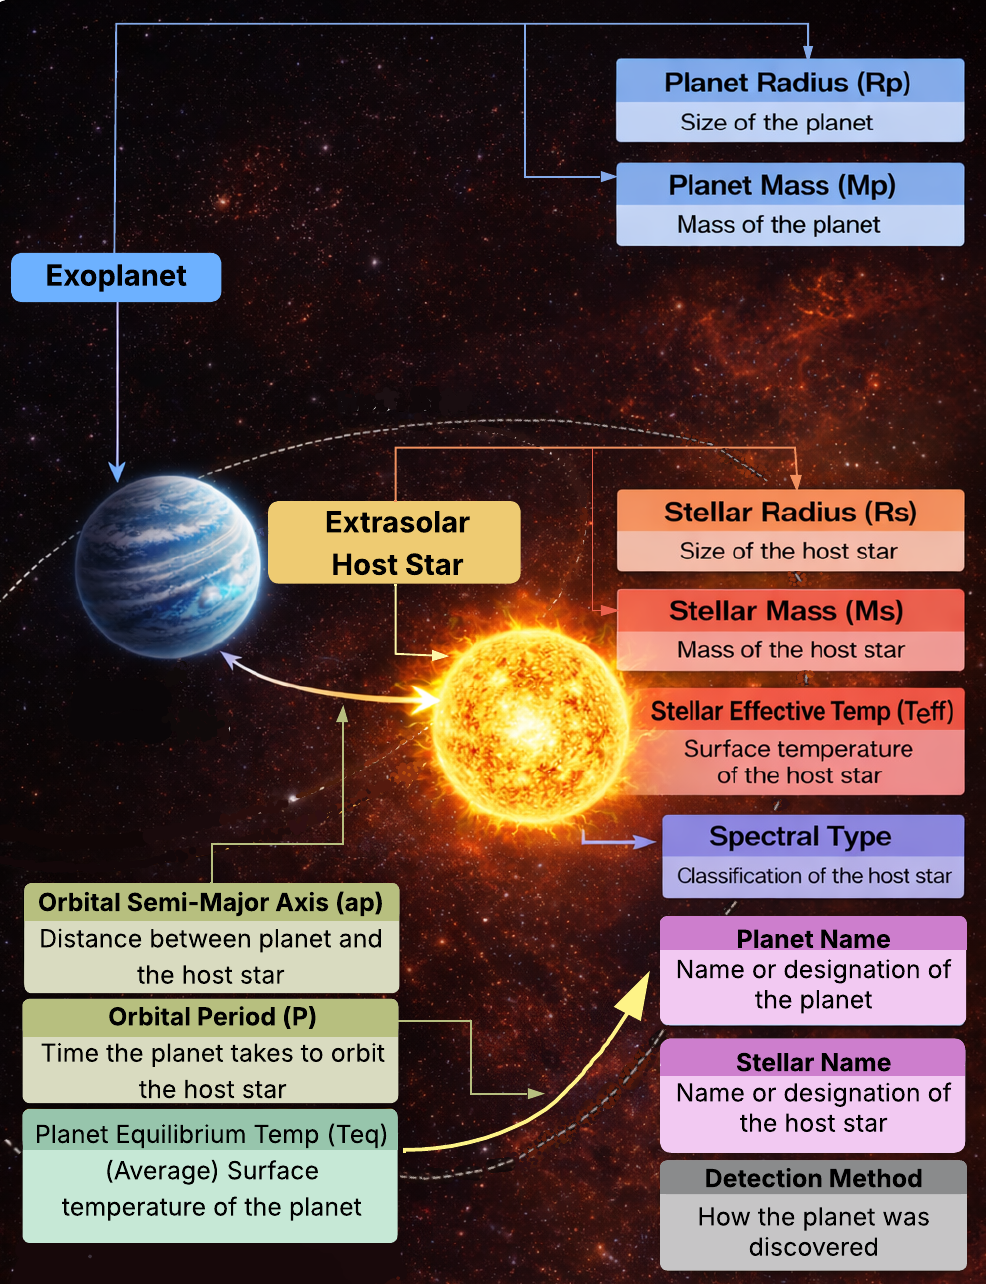 Planet Radius (Rp)
Size of the planet
Planet Mass (Mp)
Mass of the planet
Exoplanet
Extrasolar
Host Star
Stellar Radius (Rs)
Size of the host star
Stellar Mass (Ms)
Mass of the host star
Stellar Effective Temp (Teff)
Surface temperature
of the host star
Spectral Type
Classification of the host star
Orbital Semi-Major Axis (ap)
Distance between planet and
the host star
Orbital Period (P)
Time the planet takes to orbit
the host star
Planet Equilibrium Temp (Teq)
(Average) Surface
temperature of the planet
Planet Name
Name or designation of
the planet
Stellar Name
Name or designation of
the host star
Detection Method
How the planet was
discovered